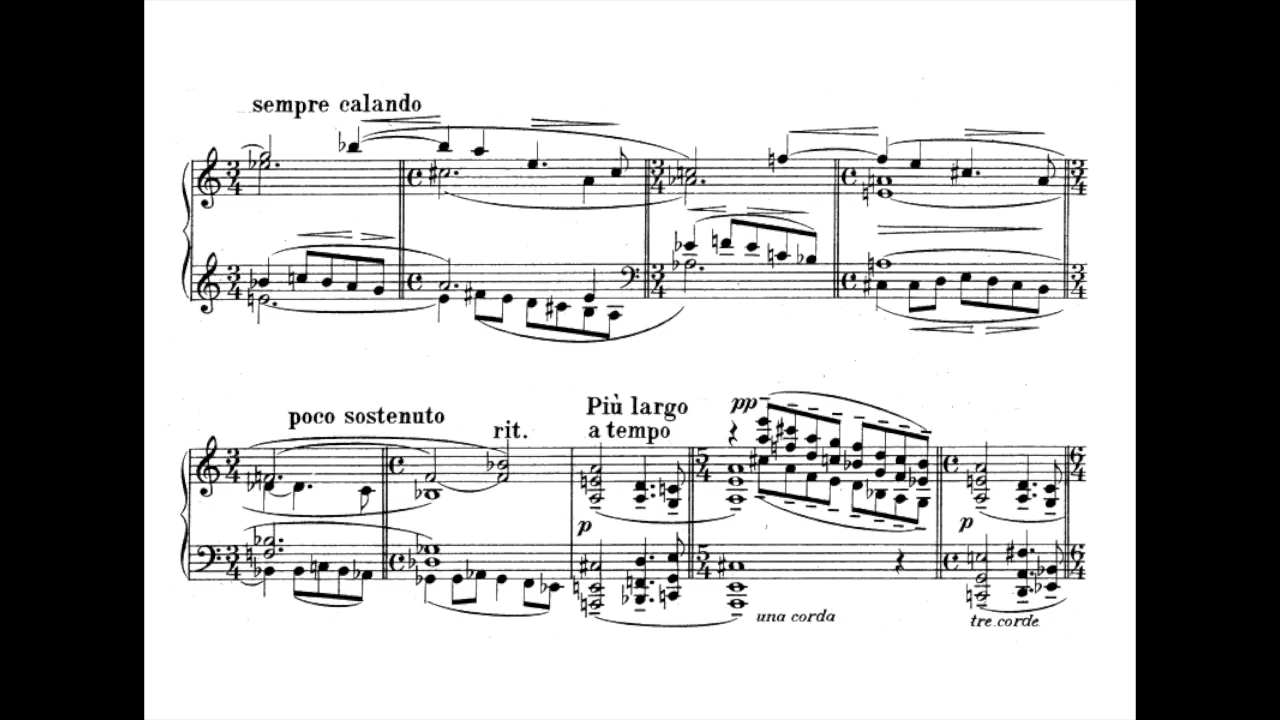 sempre calando
poco sostenuto
rit.
Più largo
a tempo
pp
p
una corda
p
tre corde